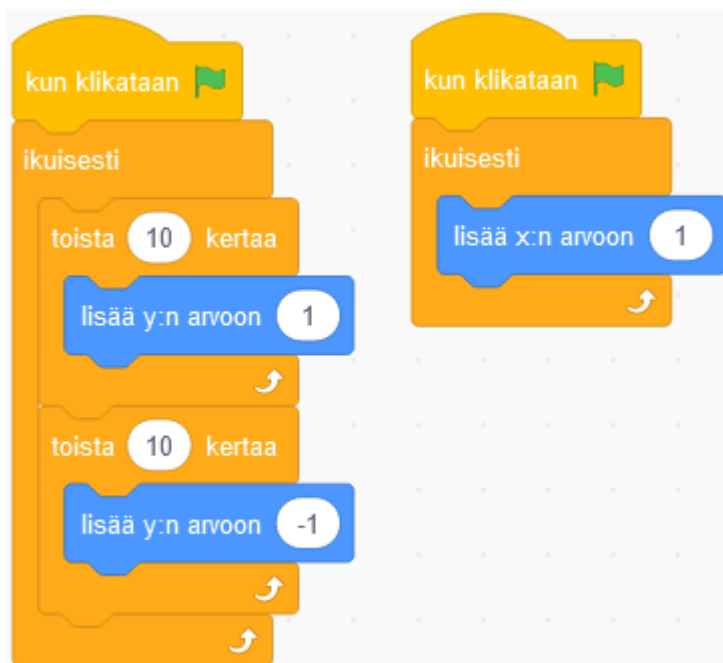 kun klikataan
ikuisesti
toista 10 kertaa
lisää y:n arvoon 1
toista 10 kertaa
lisää y:n arvoon -1
kun klikataan
ikuisesti
lisää x:n arvoon 1